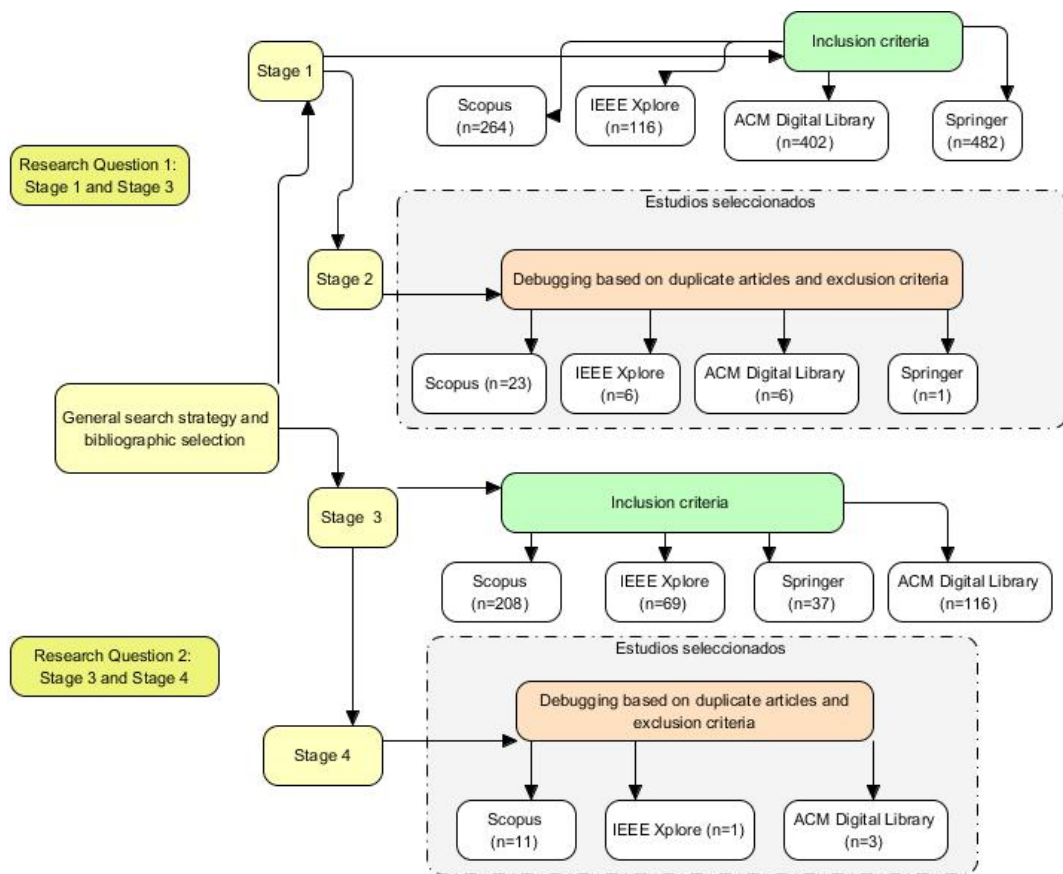 Inclusion criteria
Stage 1
Scopus
(n=264)
IEEE Xplore
(n=116)
ACM Digital Library
(n=402)
Springer
(n=482)
Research Question 1:
Stage 1 and Stage 3
Estudios seleccionados
Stage 2
Debugging based on duplicate articles and exclusion criteria
Scopus (n=23)
IEEE Xplore
(n=6)
ACM Digital Library
(n=6)
Springer
(n=1)
General search strategy and
bibliographic selection
Stage 3
Inclusion criteria
Scopus
(n=208)
IEEE Xplore
(n=69)
Springer
(n=37)
ACM Digital Library
(n=116)
Research Question 2:
Stage 3 and Stage 4
Estudios seleccionados
Debugging based on duplicate articles and
exclusion criteria
Stage 4
Scopus
(n=11)
IEEE Xplore (n=1)
ACM Digital Library
(n=3)